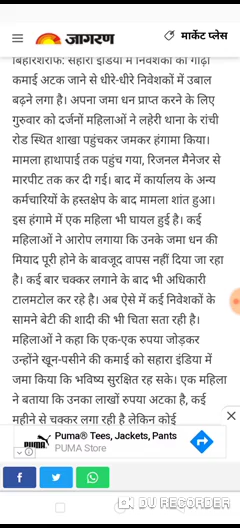 जागरण
मार्केट प्लेस
बिहारशरीफ: सहारा इंडिया में निवेशकों की गाढ़ी
कमाई अटक जाने से धीरे-धीरे निवेशकों में उबाल
बढ़ने लगा है। अपना जमा धन प्राप्त करने के लिए
गुरुवार को दर्जनों महिलाओं ने लहेरी थाना के रांची
रोड स्थित शाखा पहुंचकर जमकर हंगामा किया।
मामला हाथापाई तक पहुंच गया, रिजनल मैनेजर से
मारपीट तक कर दी गई। बाद में कार्यालय के अन्य
कर्मचारियों के हस्तक्षेप के बाद मामला शांत हुआ।
इस हंगामे में एक महिला भी घायल हुई है। कई
महिलाओं ने आरोप लगाया कि उनके जमा धन की
मियाद पूरी होने के बावजूद वापस नहीं दिया जा रहा
है। कई बार चक्कर लगाने के बाद भी अधिकारी
टालमटोल कर रहे है। अब ऐसे में कई निवेशकों के
सामने बेटी की शादी की भी चिता सता रही है।
महिलाओं ने कहा कि एक-एक रुपया जोड़कर
उन्होंने खून-पसीने की कमाई को सहारा इंडिया में
जमा किया कि भविष्य सुरक्षित रह सके। एक महिला
ने बताया कि उनका लाखों रुपया अटका है, कई
महीने से चक्कर लगा रही है लेकिन कोई
Puma® Tees, Jackets, Pants
PUMA Store
PUMA
DU RECORDER